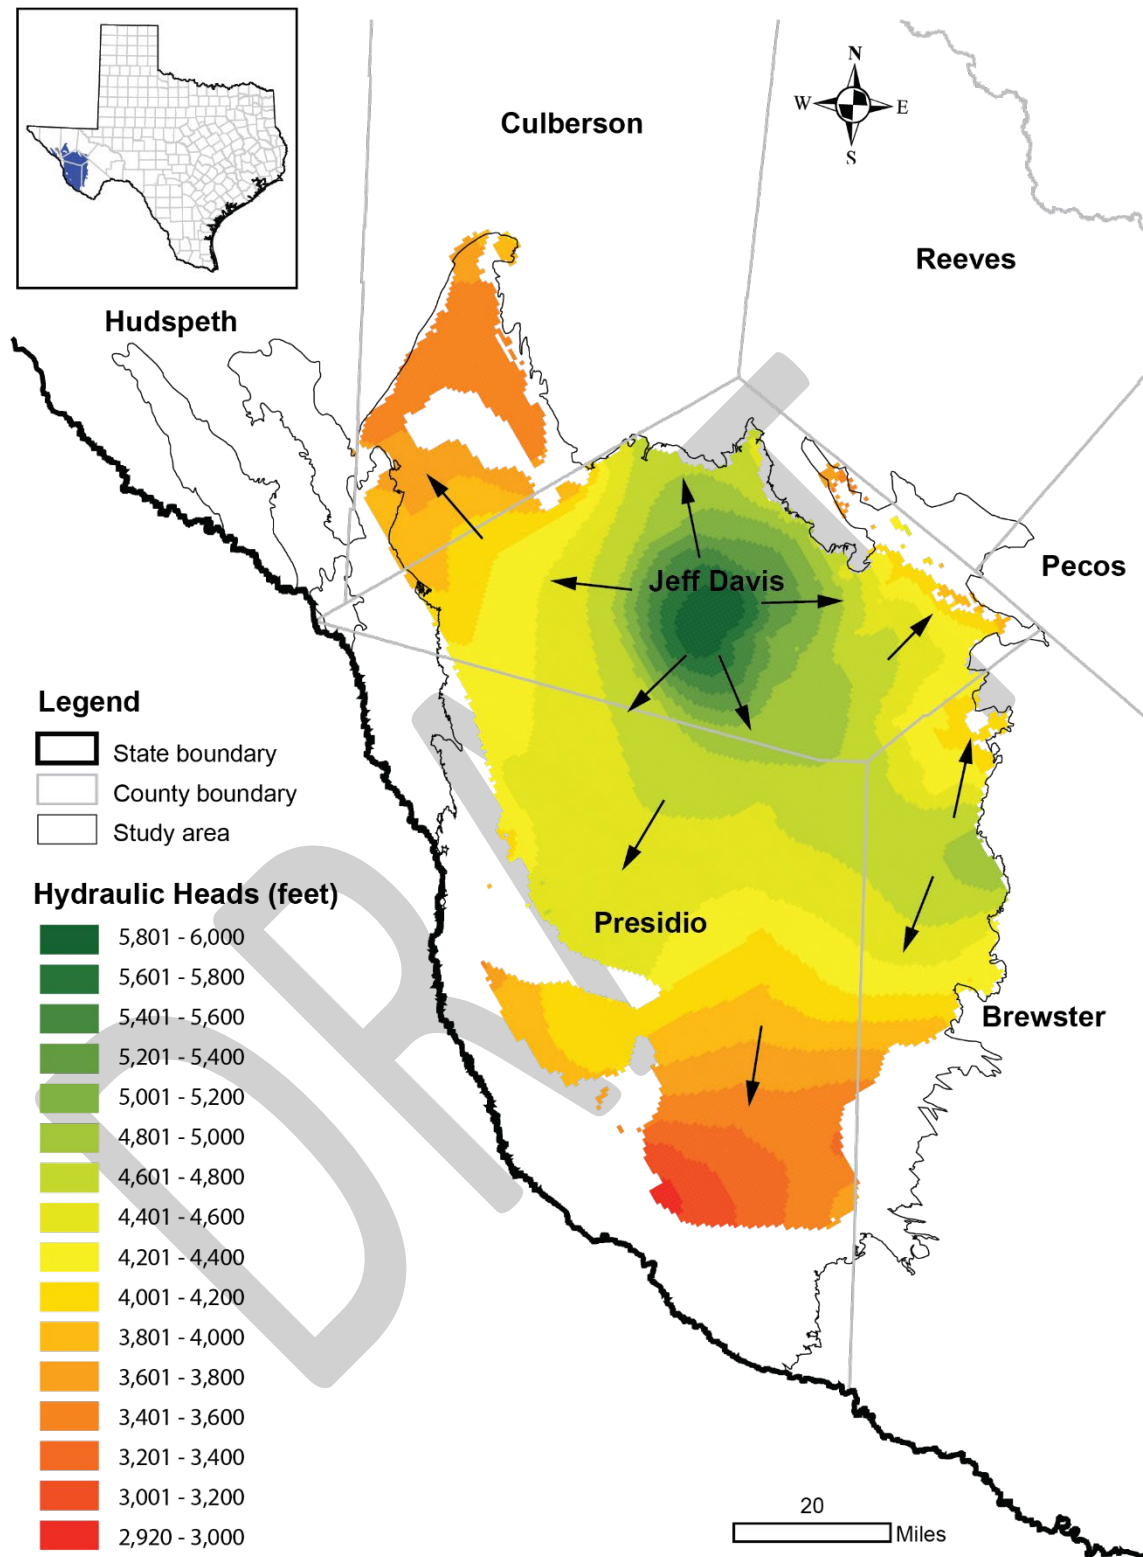 N
W E
S
Culberson
Reeves
Hudspeth
Jeff Davis
Pecos
Presidio
Brewster
DRAFT
Legend
State boundary
County boundary
Study area
Hydraulic Heads (feet)
5,801 - 6,000
5,601 - 5,800
5,401 - 5,600
5,201 - 5,400
5,001 - 5,200
4,801 - 5,000
4,601 - 4,800
4,401 - 4,600
4,201 - 4,400
4,001 - 4,200
3,801 - 4,000
3,601 - 3,800
3,401 - 3,600
3,201 - 3,400
3,001 - 3,200
2,920 - 3,000
20
Miles